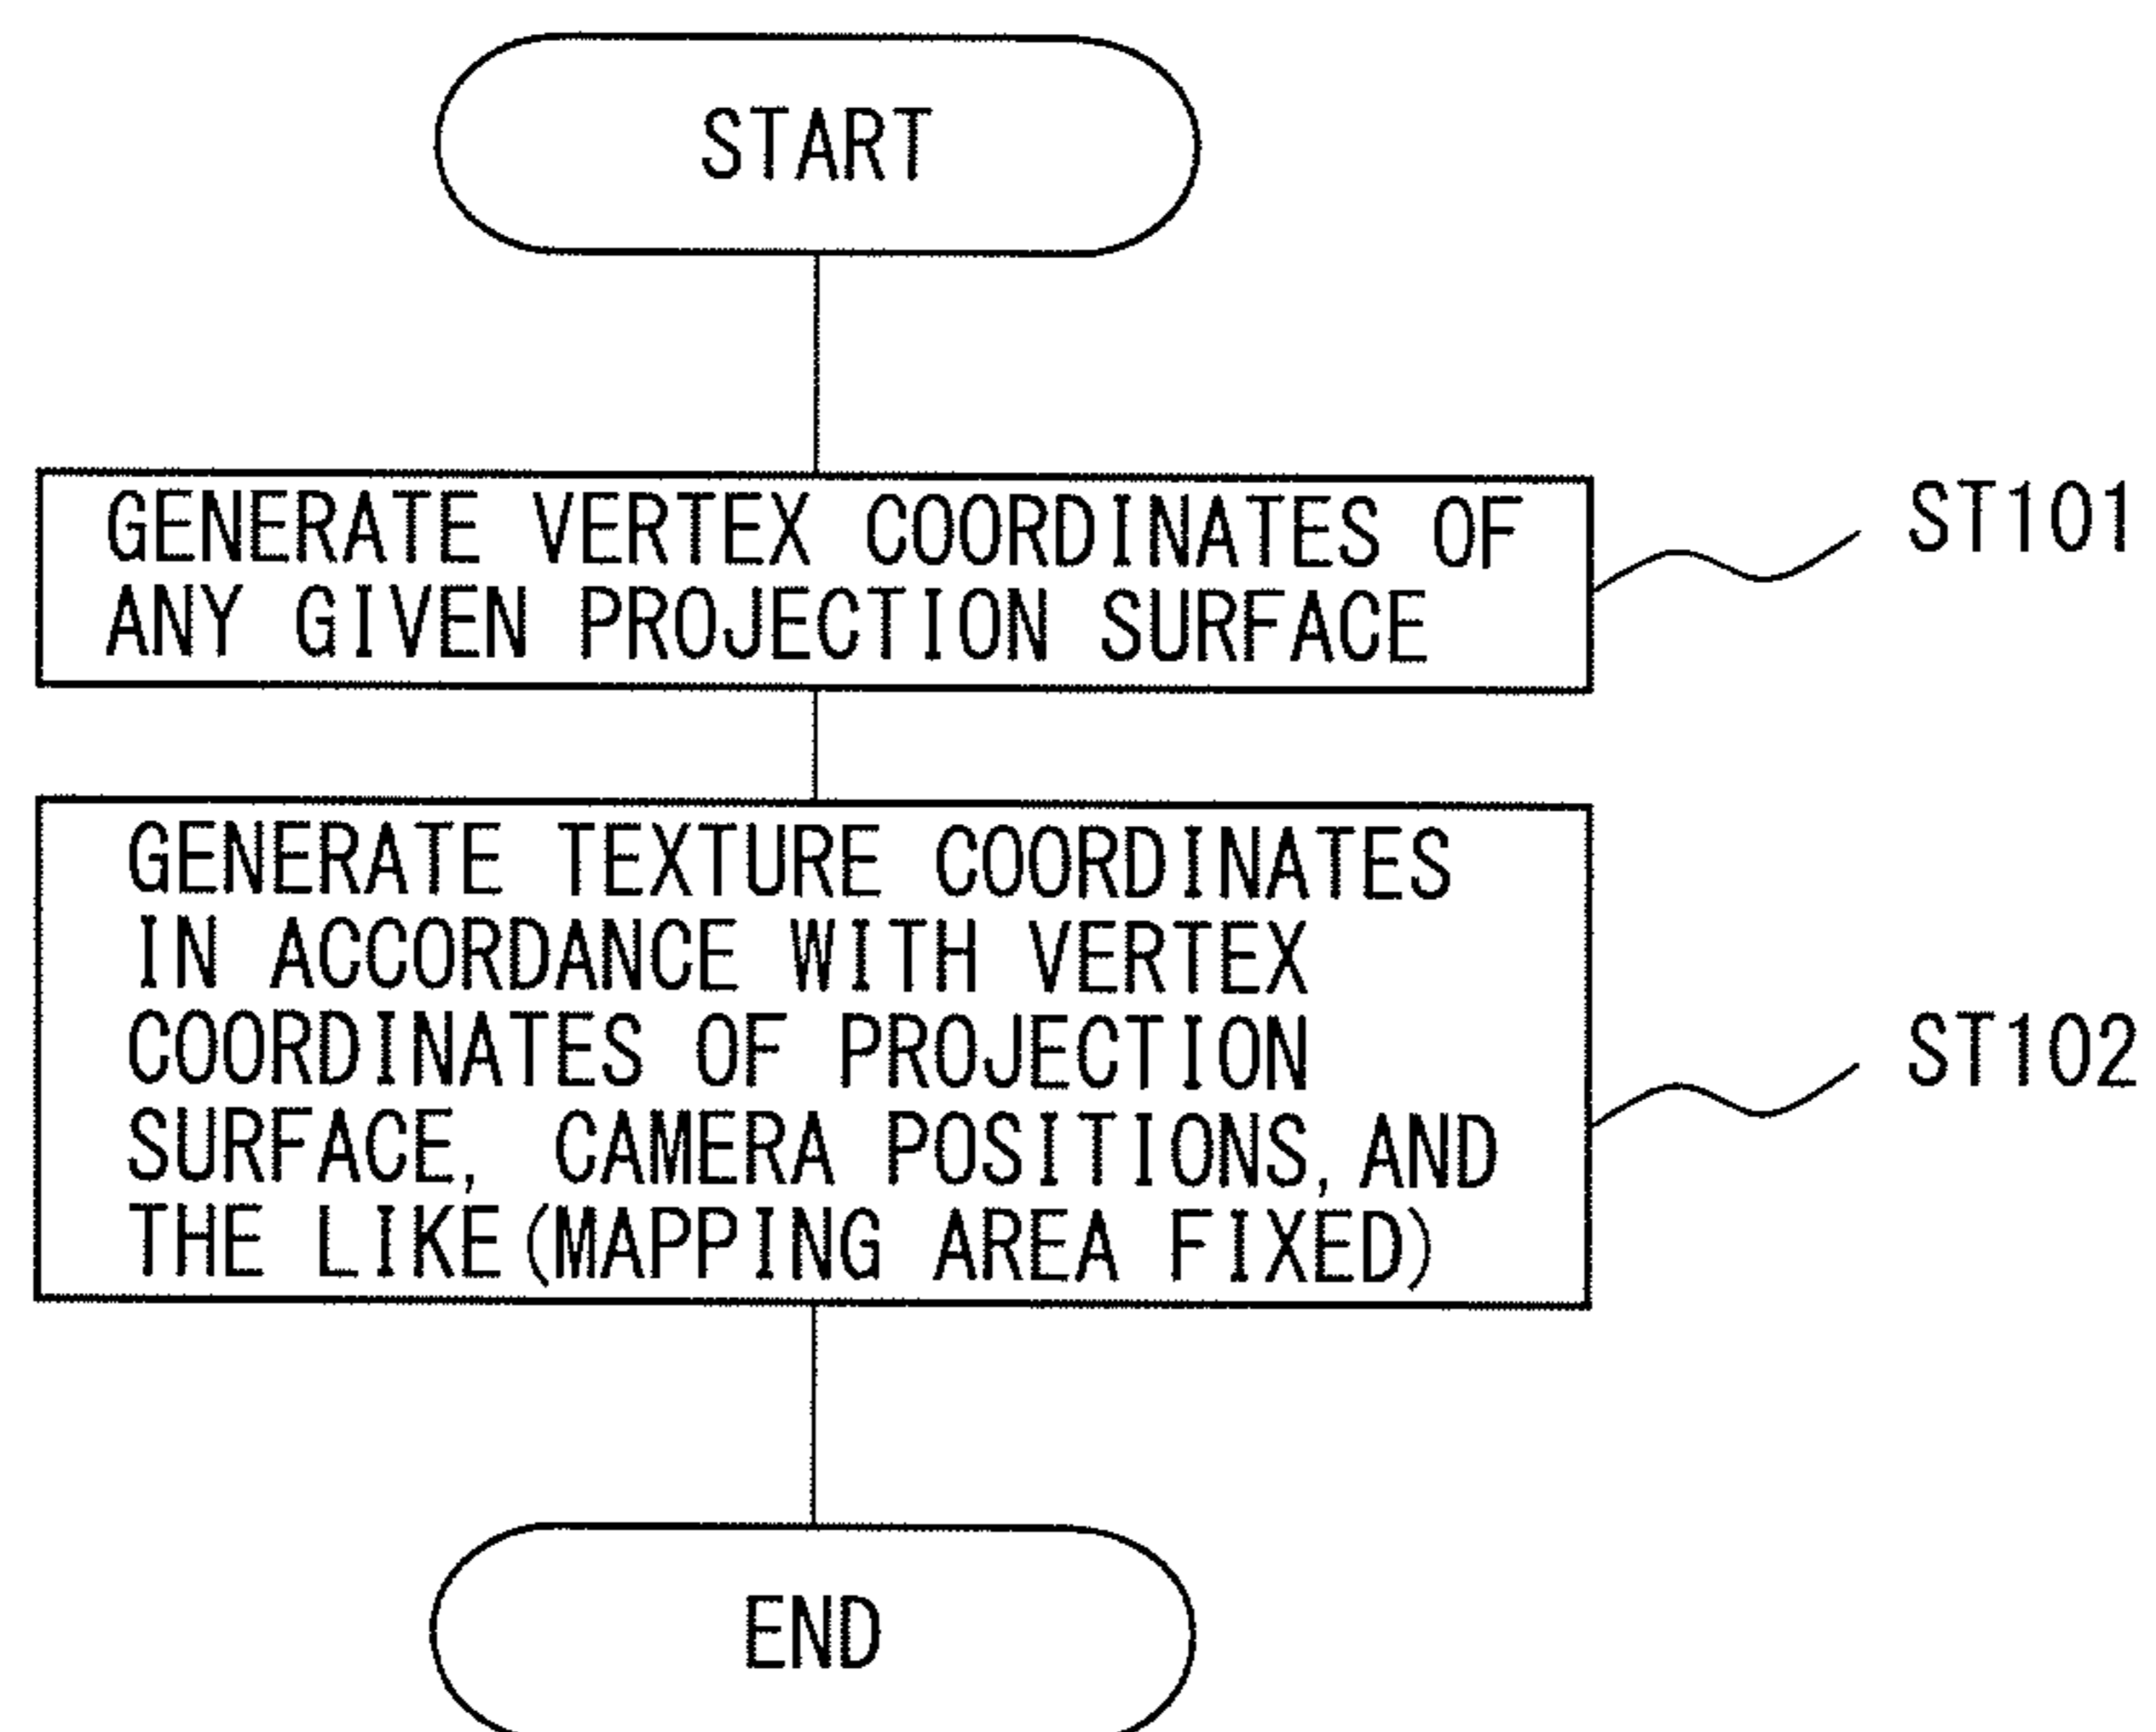 START
GENERATE VERTEX COORDINATES OF
ANY GIVEN PROJECTION SURFACE
ST101
GENERATE TEXTURE COORDINATES
IN ACCORDANCE WITH VERTEX
COORDINATES OF PROJECTION
SURFACE, CAMERA POSITIONS, AND
THE LIKE(MAPPING AREA FIXED)
ST102
END